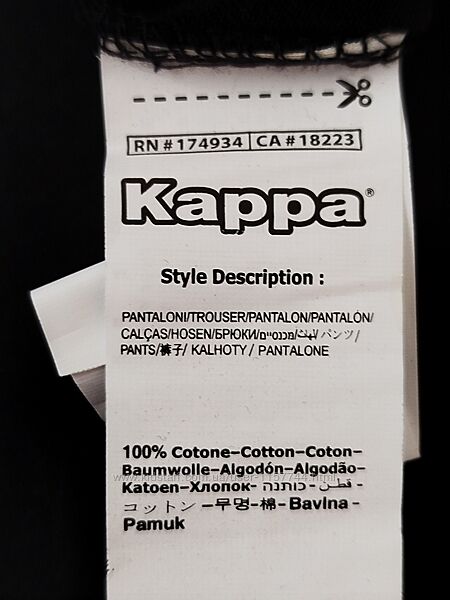 RN # 174934 CA # 18223
Kappa®
Style Description :
PANTALONI/TROUSER/PANTALON/PANTALÓN/
CALÇAS/HOSEN/БРЮКИ/מכנסיים/ パンツ/
PANTS/褲子/ KALHOTY / PANTALONE
100% Cotone-Cotton-Coton-
Baumwolle-Algodón-Algodão-
Katoen-Хлопок- כותנה - قطن -
コットン -무명-棉- Bavlna -
Pamuk